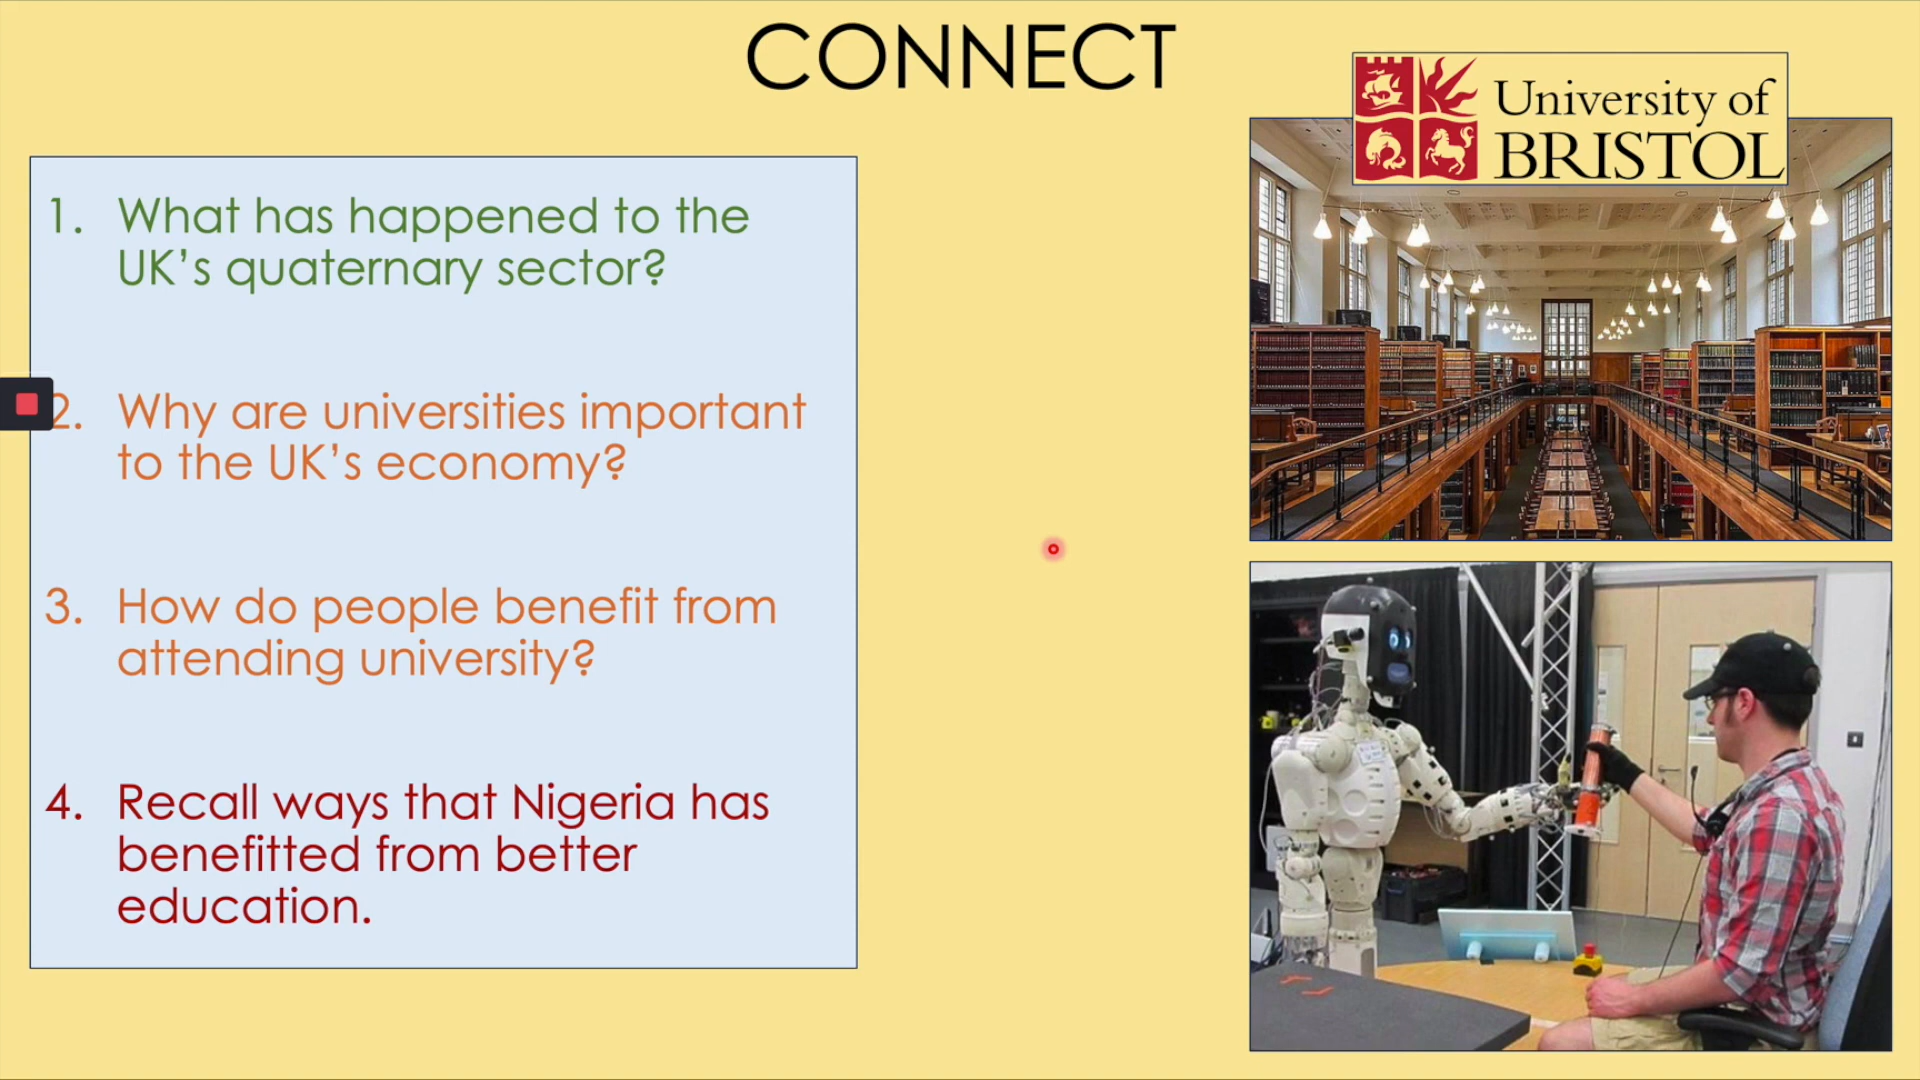 CONNECT
University of
BRISTOL
1. What has happened to the
UK's quaternary sector?
2. Why are universities important
to the UK's economy?
3. How do people benefit from
attending university?
4. Recall ways that Nigeria has
benefitted from better
education.